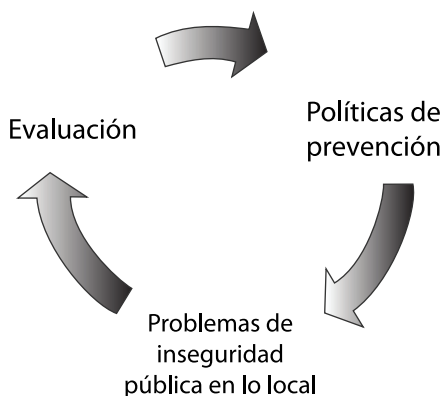 Evaluación
Políticas de
prevención
Problemas de
inseguridad
pública en lo local